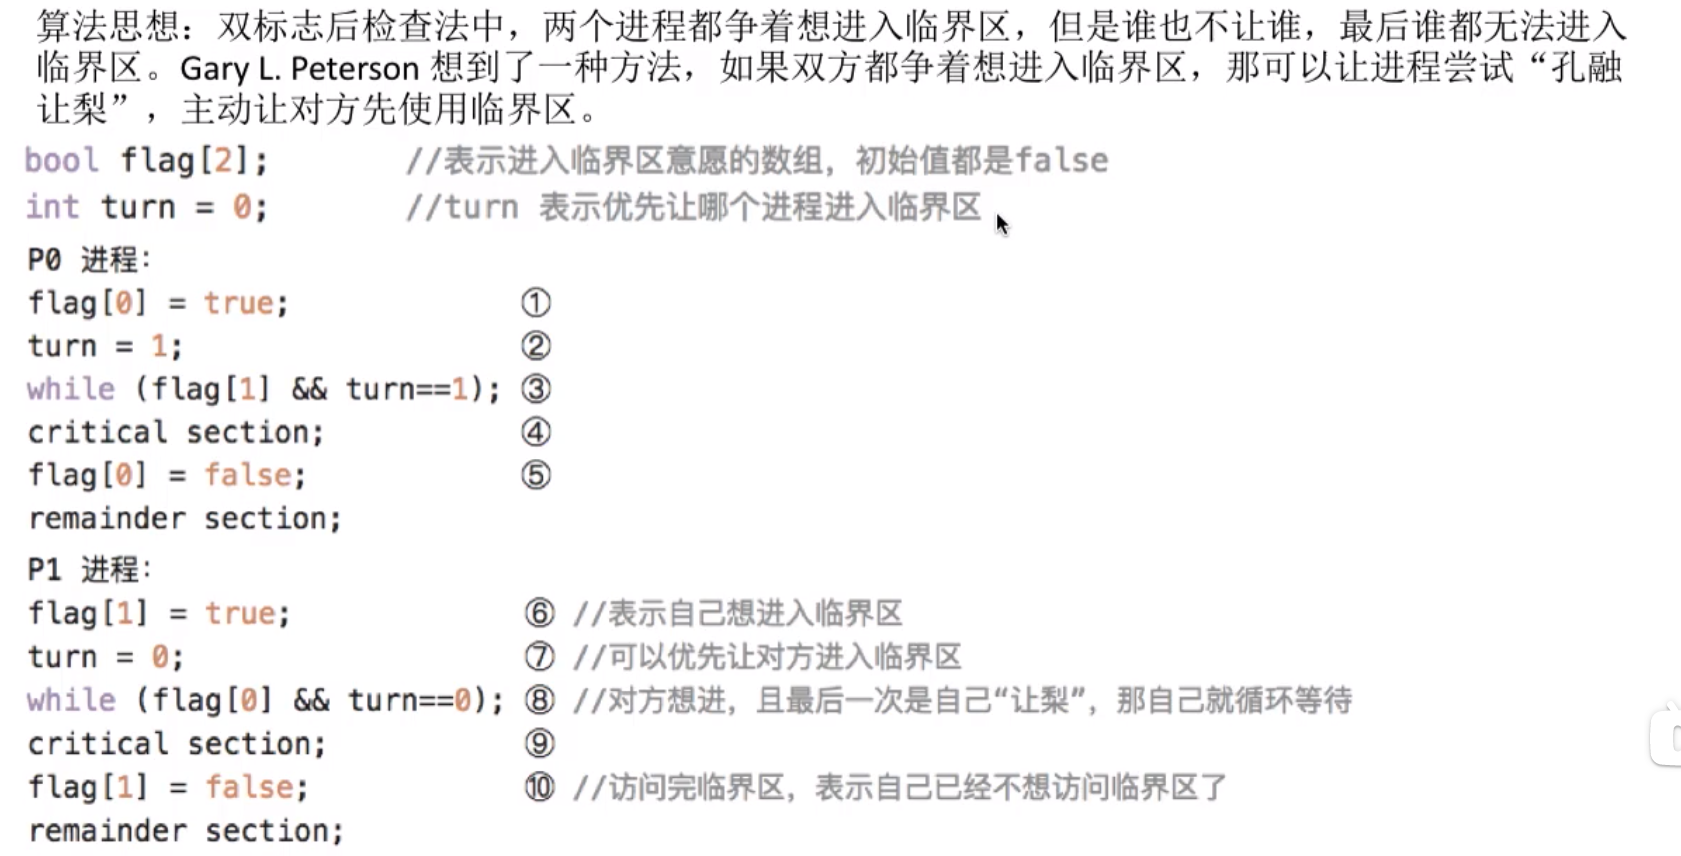 算法思想：双标志后检查法中，两个进程都争着想进入临界区，但是谁也不让谁，最后谁都无法进入
临界区。Gary L. Peterson 想到了一种方法，如果双方都争着想进入临界区，那可以让进程尝试“孔融
让梨”，主动让对方先使用临界区。
bool flag[2]; //表示进入临界区意愿的数组，初始值都是false
int turn = 0; //turn 表示优先让哪个进程进入临界区
P0 进程：
flag[0] = true; ①
turn = 1; ②
while (flag[1] && turn==1); ③
critical section; ④
flag[0] = false; ⑤
remainder section;
P1 进程：
flag[1] = true; ⑥ //表示自己想进入临界区
turn = 0; ⑦ //可以优先让对方进入临界区
while (flag[0] && turn==0); ⑧ //对方想进，且最后一次是自己“让梨”，那自己就循环等待
critical section; ⑨
flag[1] = false; ⑩ //访问完临界区，表示自己已经不想访问临界区了
remainder section;